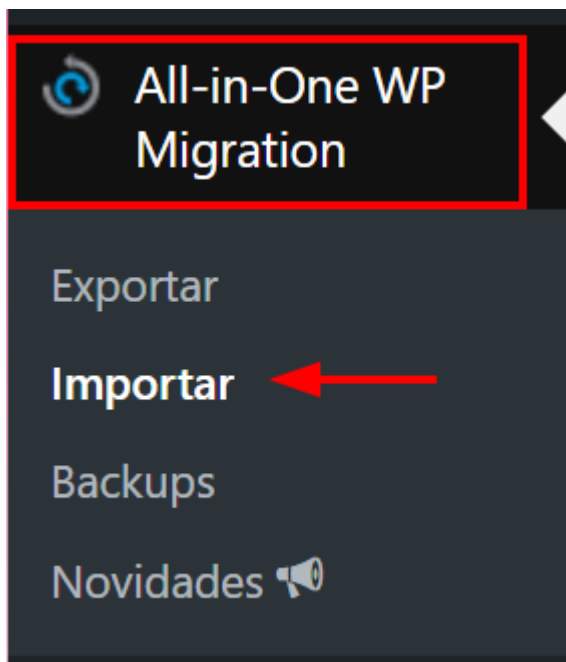 All-in-One WP
Migration
Exportar
Importar
Backups
Novidades